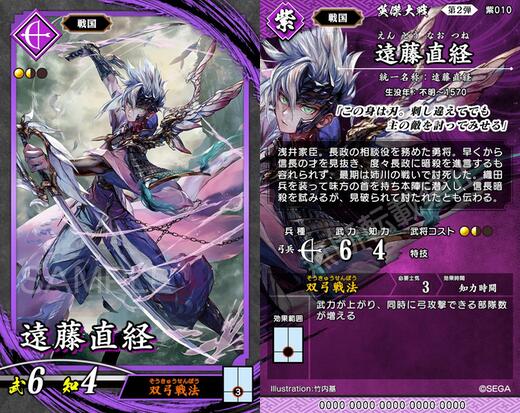 戦国
SAMPLE
遠藤直経
武6 知4
そうきゅうせんぽう
双弓戦法
3
紫
戦国
英傑大戦
第2弾
紫010
えんどうなおつね
遠藤直経
統一名称：遠藤直経
生没年：不明～1570
「この身は刃。刺し違えてでも
主の敵を討ってみせる」
浅井家臣。長政の相談役を務めた勇将。早くから
信長の才を見抜き、度々長政に暗殺を進言するも
容れられず、最期は姉川の戦いで討死した。織田
兵を装って味方の首を持ち本陣に潜入し、信長暗
殺を試みるが、見破られて討たれたとも伝わる。
兵種 武力 知力 武将コスト
弓兵 6 4
特技
そうきゅうせんぽう
双弓戦法
必要士気
3
効果時間
知力時間
効果範囲
武力が上がり、同時に弓攻撃できる部隊数
が増える
Illustration:竹内基
©SEGA
0000 0000 0000 0000 0000